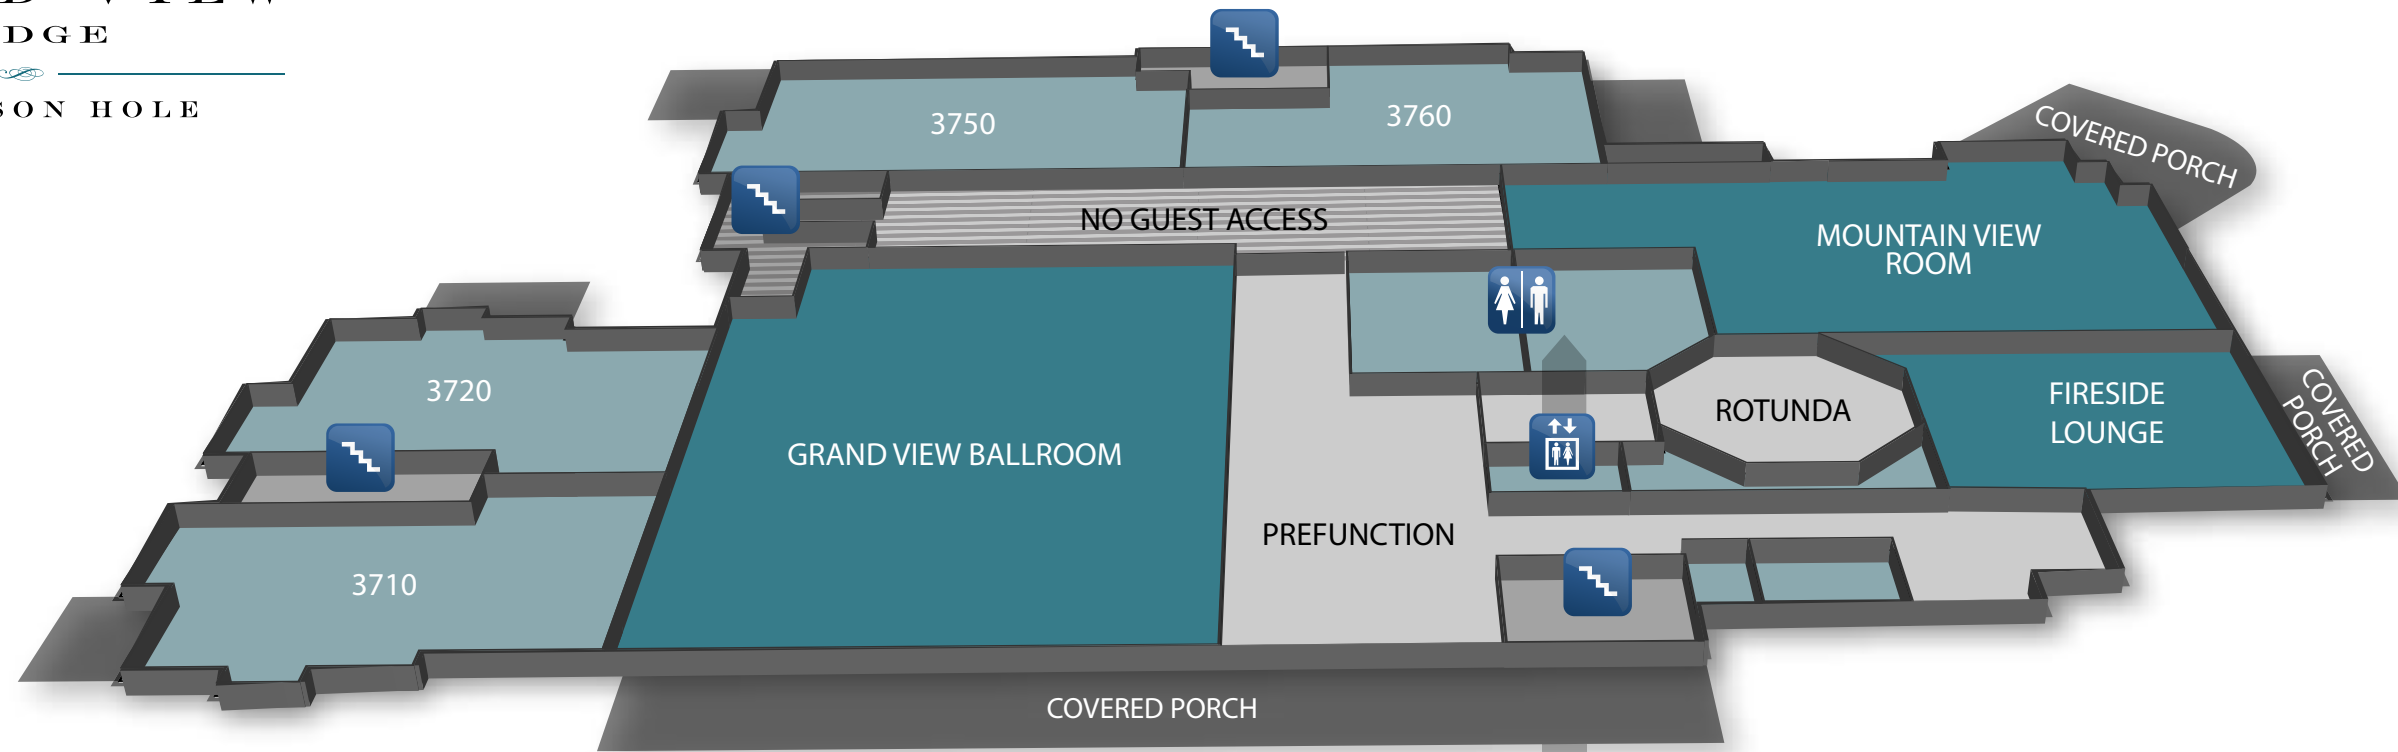 VIEW
DGE
SON HOLE
3750
3760
COVERED PORCH
NO GUEST ACCESS
MOUNTAIN VIEW
ROOM
3720
ROTUNDA
FIRESIDE
LOUNGE
COVERED
PORCH
GRAND VIEW BALLROOM
PREFUNCTION
3710
COVERED PORCH